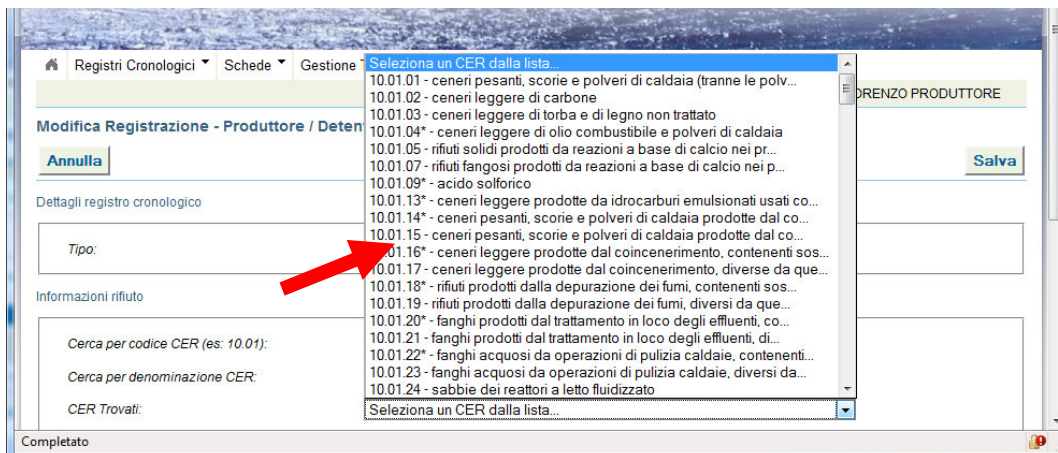 Registri Cronologici Schede Gestione
Seleziona un CER dalla lista...
10.01.01 - ceneri pesanti, scorie e polveri di caldaia (tranne le polv...
10.01.02 - ceneri leggere di carbone
ORENZO PRODUTTORE
10.01.03 - ceneri leggere di torba e di legno non trattato
Modifica Registrazione - Produttore / Deten
10.01.04* - ceneri leggere di olio combustibile e polveri di caldaia
10.01.05 - rifiuti solidi prodotti da reazioni a base di calcio nei pr...
Annulla
10.01.07 - rifiuti fangosi prodotti da reazioni a base di calcio nei p...
Salva
10.01.09* - acido solforico
Dettagli registro cronologico
10.01.13* - ceneri leggere prodotte da idrocarburi emulsionati usati co...
10.01.14* - ceneri pesanti, scorie e polveri di caldaia prodotte dal co...
10.01.15 - ceneri pesanti, scorie e polveri di caldaia prodotte dal co...
Tipo:
10.01.16* - ceneri leggere prodotte dal coincenerimento, contenenti sos...
10.01.17 - ceneri leggere prodotte dal coincenerimento, diverse da que...
10.01.18* - rifiuti prodotti dalla depurazione dei fumi, contenenti sos...
Informazioni rifiuto
10.01.19 - rifiuti prodotti dalla depurazione dei fumi, diversi da que...
10.01.20* - fanghi prodotti dal trattamento in loco degli effluenti, co...
10.01.21 - fanghi prodotti dal trattamento in loco degli effluenti, di...
Cerca per codice CER (es: 10.01):
10.01.22* - fanghi acquosi da operazioni di pulizia caldaie, contenenti...
10.01.23 - fanghi acquosi da operazioni di pulizia caldaie, diversi da...
Cerca per denominazione CER:
10.01.24 - sabbie dei reattori a letto fluidizzato
CER Trovati:
Seleziona un CER dalla lista...
Completato